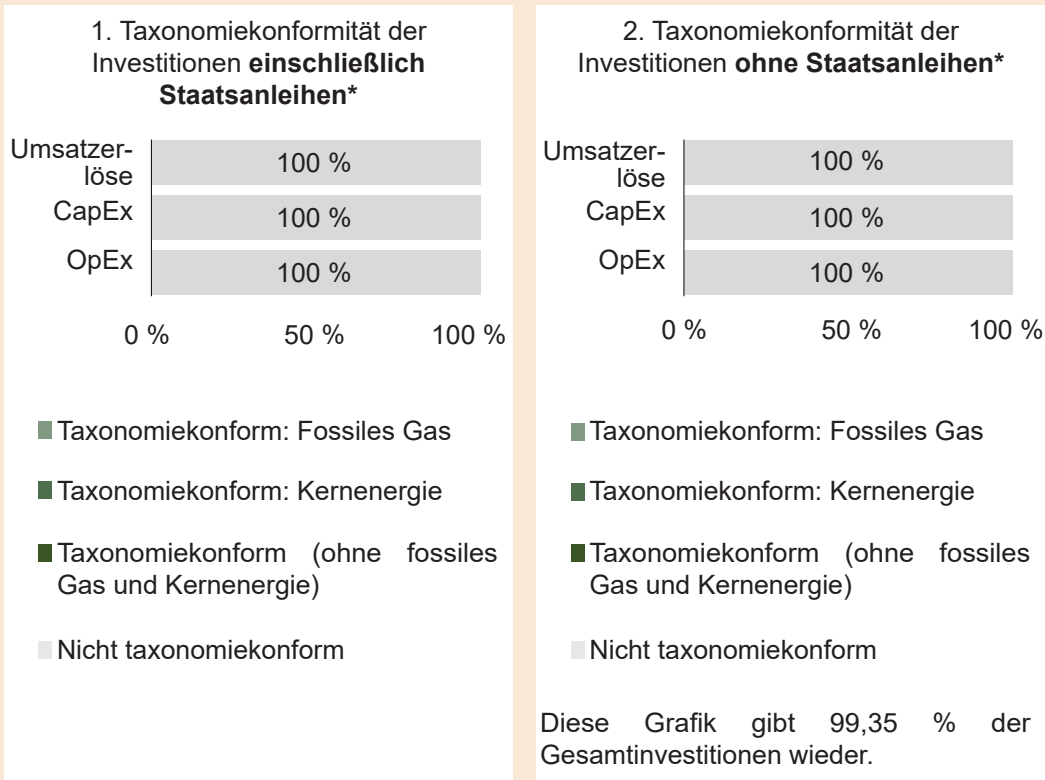 1. Taxonomiekonformität der
Investitionen einschließlich
Staatsanleihen*
Umsatzer-
löse
100 %
CapEx
100 %
OpEx
100 %
0 %
50 %
100 %
Taxonomiekonform: Fossiles Gas
Taxonomiekonform: Kernenergie
Taxonomiekonform (ohne fossiles
Gas und Kernenergie)
Nicht taxonomiekonform
2. Taxonomiekonformität der
Investitionen ohne Staatsanleihen*
Umsatzer-
löse
100 %
CapEx
100 %
OpEx
100 %
0 %
50 %
100 %
Taxonomiekonform: Fossiles Gas
Taxonomiekonform: Kernenergie
Taxonomiekonform (ohne fossiles
Gas und Kernenergie)
Nicht taxonomiekonform
Diese Grafik gibt 99,35 % der
Gesamtinvestitionen wieder.